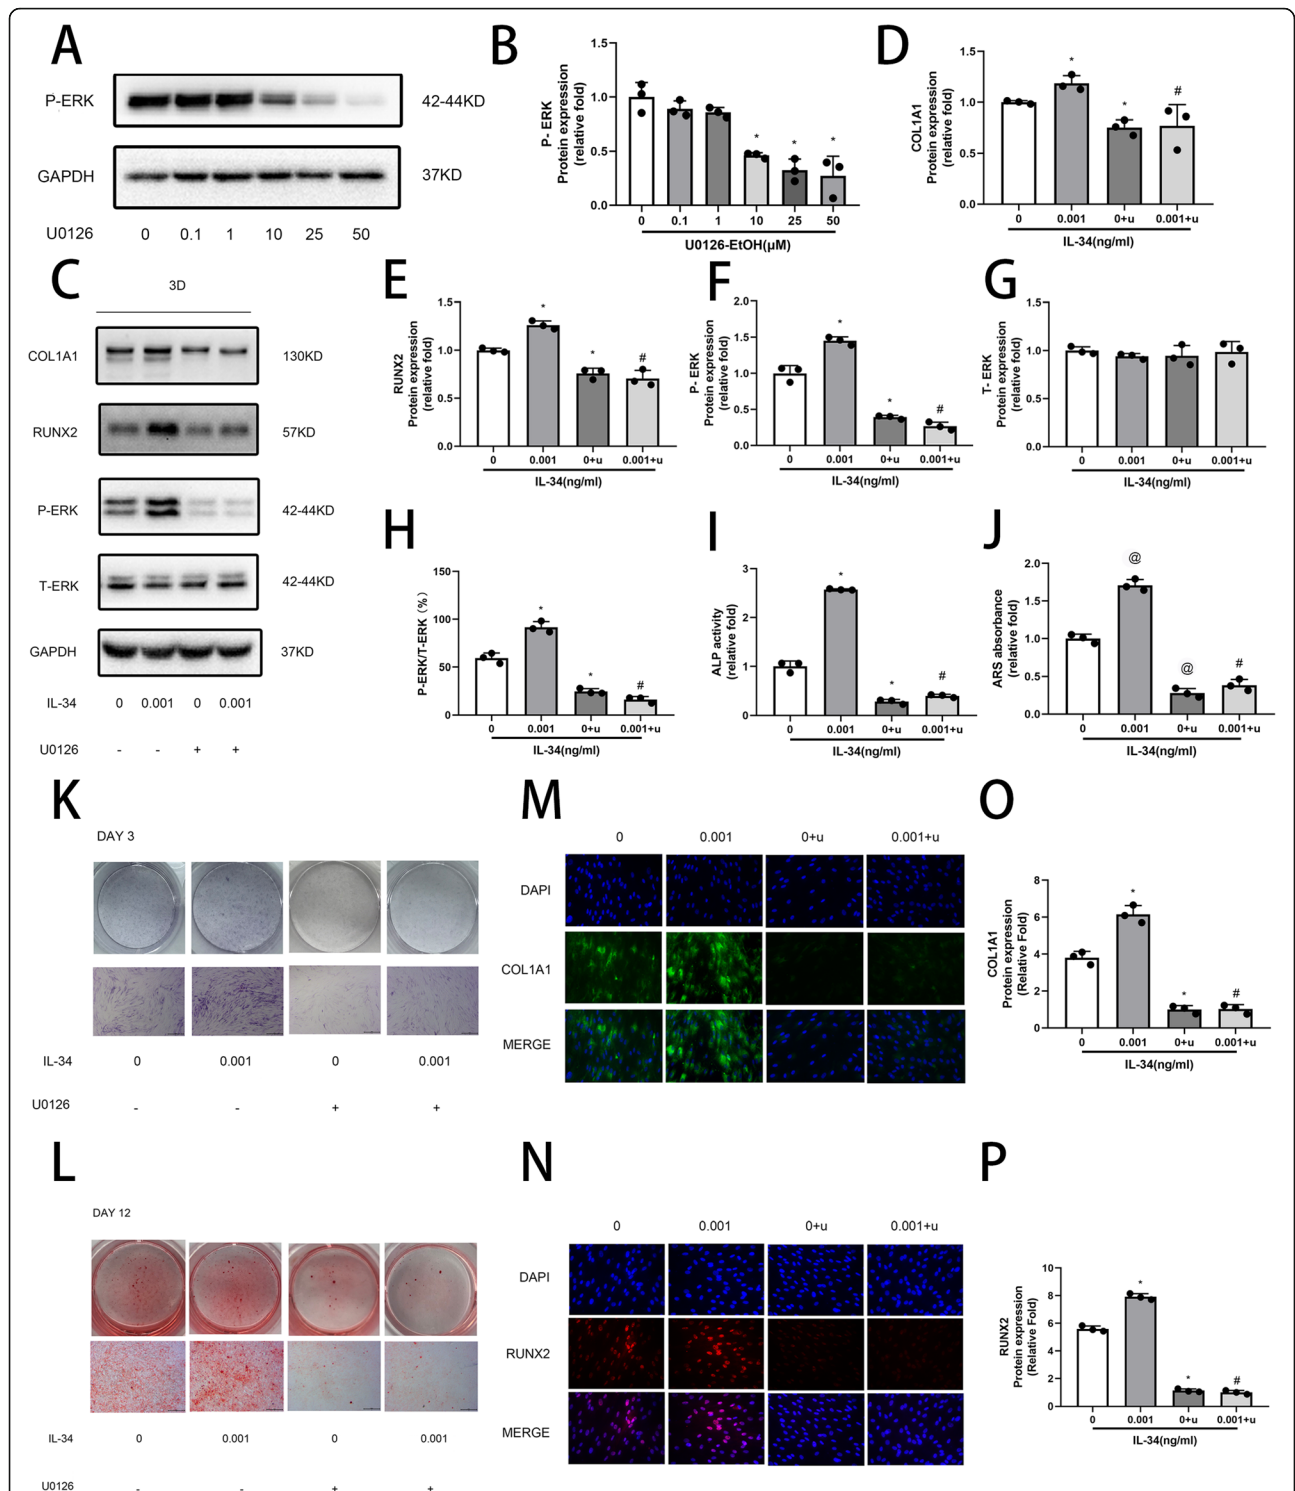 A
P-ERK
42-44KD
GAPDH
37KD
U0126 0 0.1 1 10 25 50
B
P- ERK
Protein expression
(relative fold)
1.5
1.0
0.5
0.0
* * *
0 0.1 1 10 25 50
U0126-EtOH(μM)
D
COL1A1
Protein expression
(relative fold)
1.5
1.0
0.5
0.0
* * #
0 0.001 0+u 0.001+u
IL-34(ng/ml)
C
3D
COL1A1 130KD
RUNX2 57KD
P-ERK 42-44KD
T-ERK 42-44KD
GAPDH 37KD
IL-34 0 0.001 0 0.001
U0126 - - + +
E
RUNX2
Protein expression
(relative fold)
1.5
1.0
0.5
0.0
* * #
0 0.001 0+u 0.001+u
IL-34(ng/ml)
F
P- ERK
Protein expression
(relative fold)
2.0
1.5
1.0
0.5
0.0
* * #
0 0.001 0+u 0.001+u
IL-34(ng/ml)
G
T- ERK
Protein expression
(relative fold)
1.5
1.0
0.5
0.0
0 0.001 0+u 0.001+u
IL-34(ng/ml)
H
P-ERK/T-ERK (%)
150
100
50
0
* * #
0 0.001 0+u 0.001+u
IL-34(ng/ml)
I
ALP activity
(relative fold)
3
2
1
0
* * #
0 0.001 0+u 0.001+u
IL-34(ng/ml)
J
ARS absorbance
(relative fold)
2.0
1.5
1.0
0.5
0.0
@ @ #
0 0.001 0+u 0.001+u
IL-34(ng/ml)
K
DAY 3
IL-34 0 0.001 0 0.001
U0126 - - + +
M
0 0.001 0+u 0.001+u
DAPI
COL1A1
MERGE
O
COL1A1
Protein expression
(Relative Fold)
8
6
4
2
0
* * #
0 0.001 0+u 0.001+u
IL-34(ng/ml)
L
DAY 12
IL-34 0 0.001 0 0.001
U0126 - - + +
N
0 0.001 0+u 0.001+u
DAPI
RUNX2
MERGE
P
RUNX2
Protein expression
(Relative Fold)
10
8
6
4
2
0
* * #
0 0.001 0+u 0.001+u
IL-34(ng/ml)